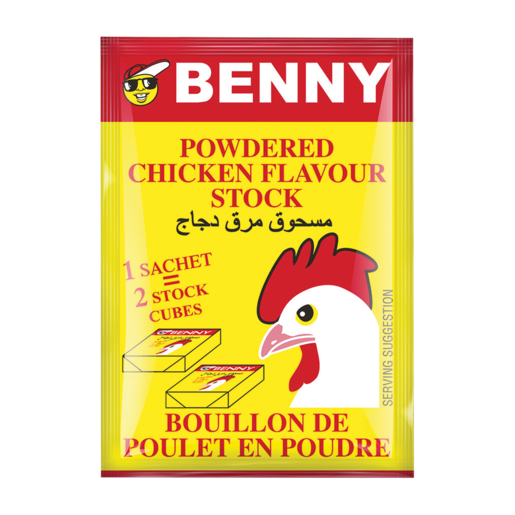 BENNY
POWDERED
CHICKEN FLAVOUR
STOCK
مسحوق مرق دجاج
1 SACHET
=
2 STOCK
CUBES
BENNY
BENNY
SERVING SUGGESTION
BOUILLON DE
POULET EN POUDRE